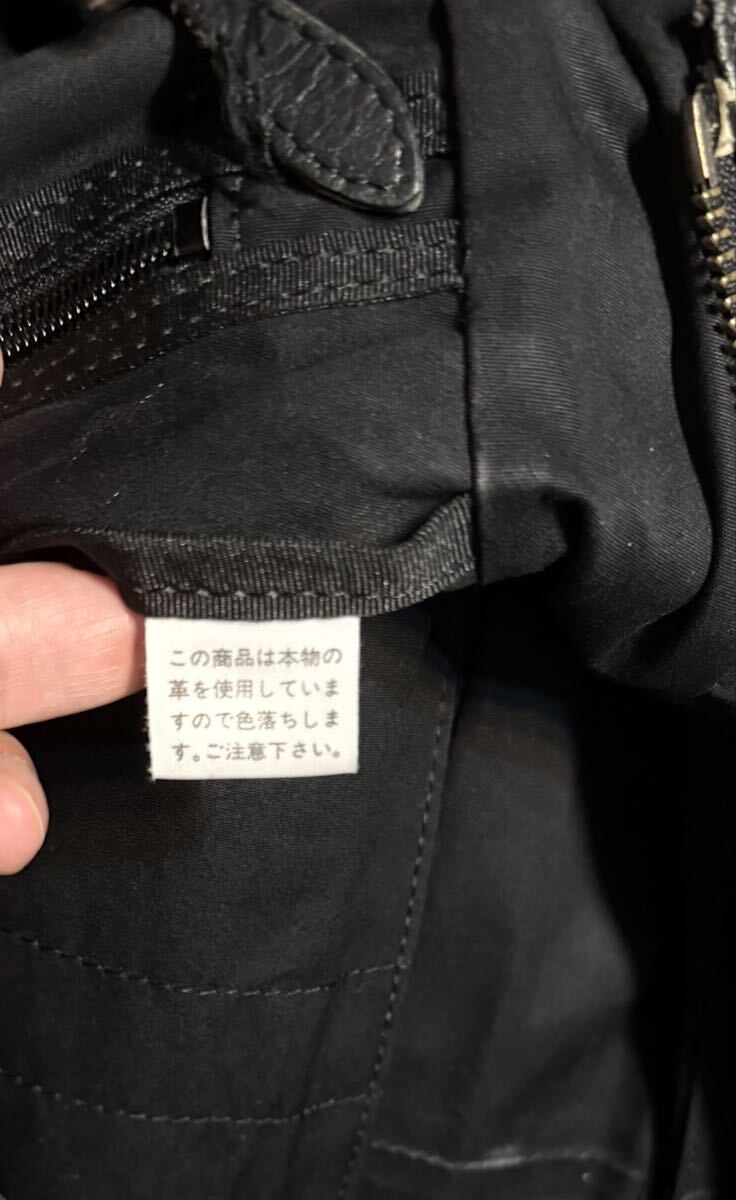 この商品は本物の
革を使用していま
すので色落ちしま
す。ご注意下さい。